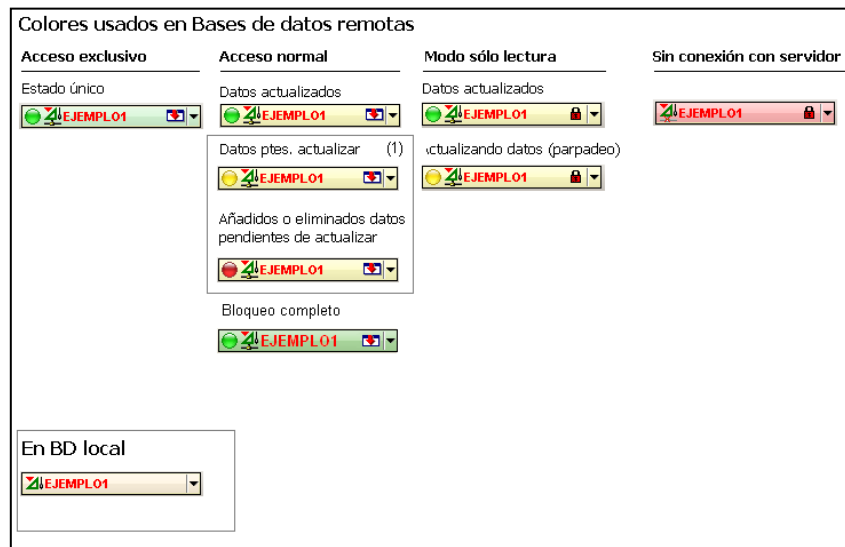 Colores usados en Bases de datos remotas
Acceso exclusivo
Estado único
EJEMPLO1
Acceso normal
Datos actualizados
EJEMPLO1
Datos ptes. actualizar (1)
EJEMPLO1
Añadidos o eliminados datos
pendientes de actualizar
EJEMPLO1
Bloqueo completo
EJEMPLO1
Modo sólo lectura
Datos actualizados
EJEMPLO1
ctualizando datos (parpadeo)
EJEMPLO1
Sin conexión con servidor
EJEMPLO1
En BD local
EJEMPLO1